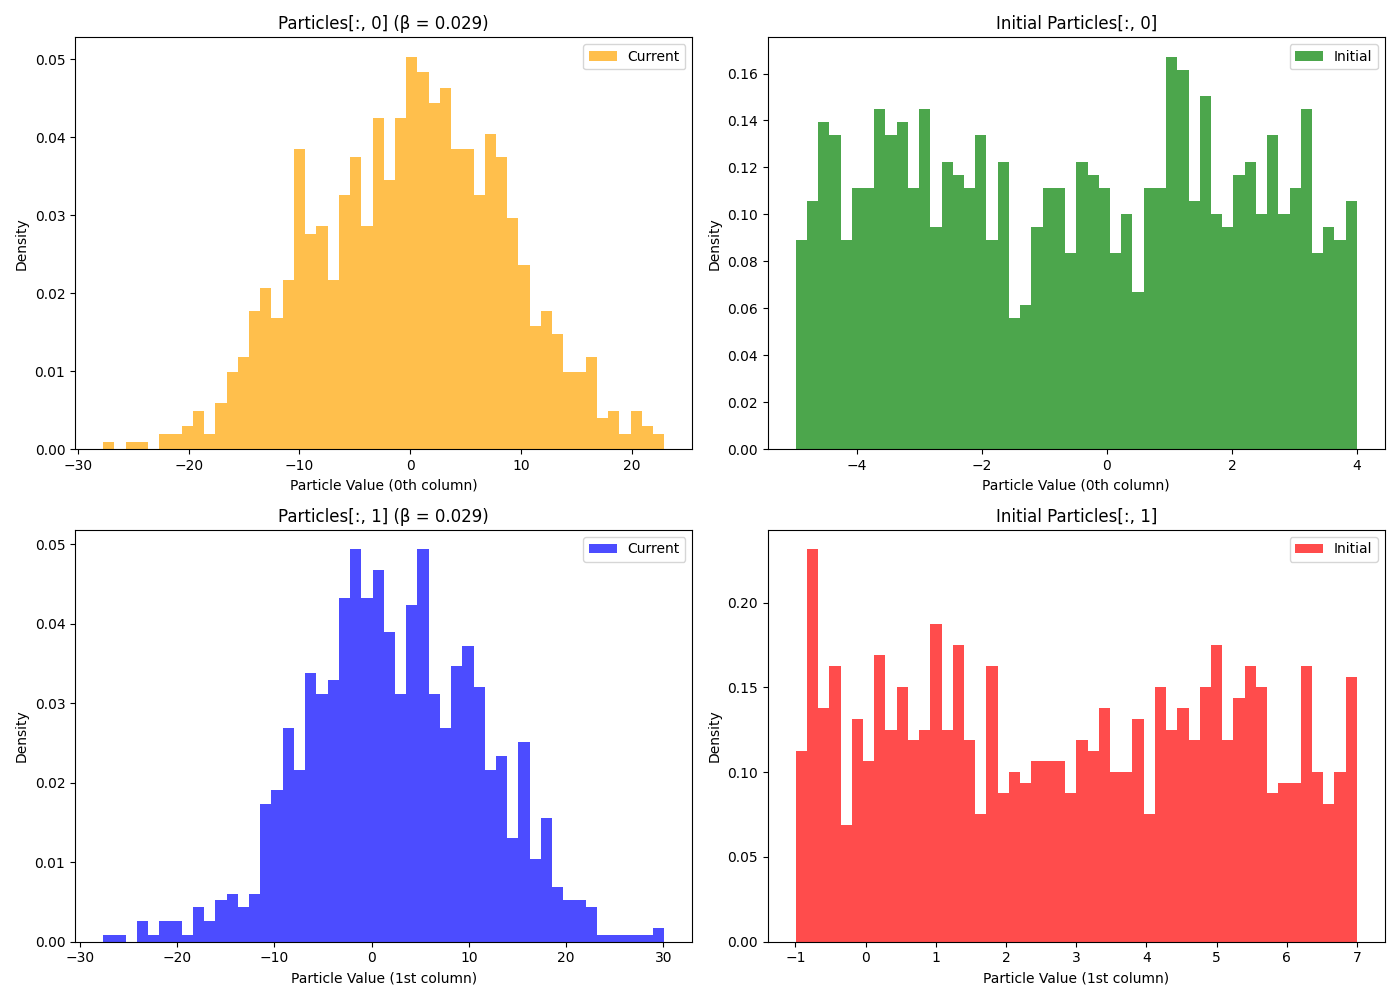 Particles[:, 0] (β = 0.029)
Current
Density
0.05
0.04
0.03
0.02
0.01
0.00
−30 −20 −10 0 10 20
Particle Value (0th column)
Initial Particles[:, 0]
Initial
Density
0.16
0.14
0.12
0.10
0.08
0.06
0.04
0.02
0.00
−4 −2 0 2 4
Particle Value (0th column)
Particles[:, 1] (β = 0.029)
Current
Density
0.05
0.04
0.03
0.02
0.01
0.00
−30 −20 −10 0 10 20 30
Particle Value (1st column)
Initial Particles[:, 1]
Initial
Density
0.20
0.15
0.10
0.05
0.00
−1 0 1 2 3 4 5 6 7
Particle Value (1st column)